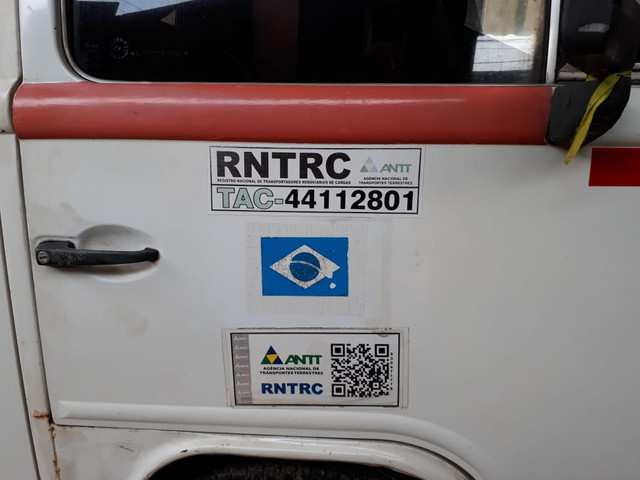 RNTRC ANTT
REGISTRO NACIONAL DE TRANSPORTADORES RODOVIÁRIOS DE CARGAS
AGÊNCIA NACIONAL DE
TRANSPORTES TERRESTRES
TAC-44112801
ANTT
AGÊNCIA NACIONAL DE
TRANSPORTES TERRESTRES
RNTRC